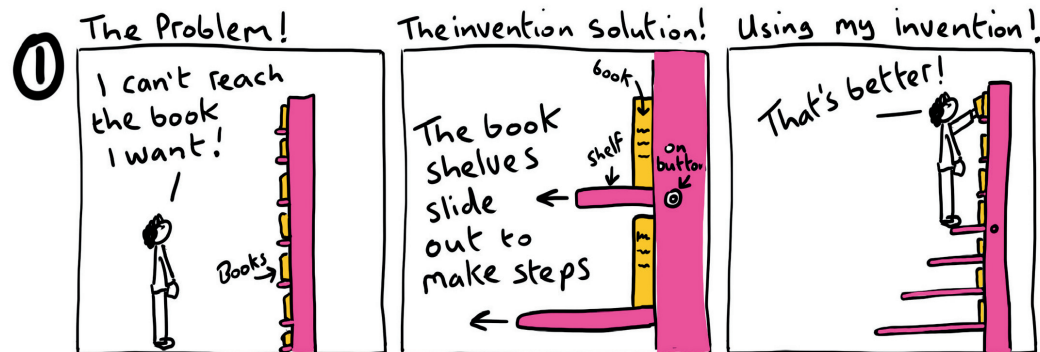 1
The Problem!
I can't reach
the book
I want!
Books
The invention solution!
book
The book
shelves
slide
out to
make steps
shelf
on
button
Using my invention!
That's better!